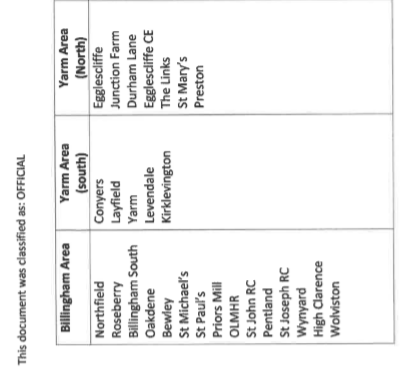 This document was classified as: OFFICIAL
Billingham Area
Northfield
Roseberry
Billingham South
Oakdene
Bewley
St Michael's
St Paul's
Priors Mill
OLMHR
St John RC
Pentland
St Joseph RC
Wynyard
High Clarence
Wolviston
Yarm Area
(south)
Conyers
Layfield
Yarm
Levendale
Kirklevington
Yarm Area
(North)
Egglescliffe
Junction Farm
Durham Lane
Egglescliffe CE
The Links
St Mary's
Preston